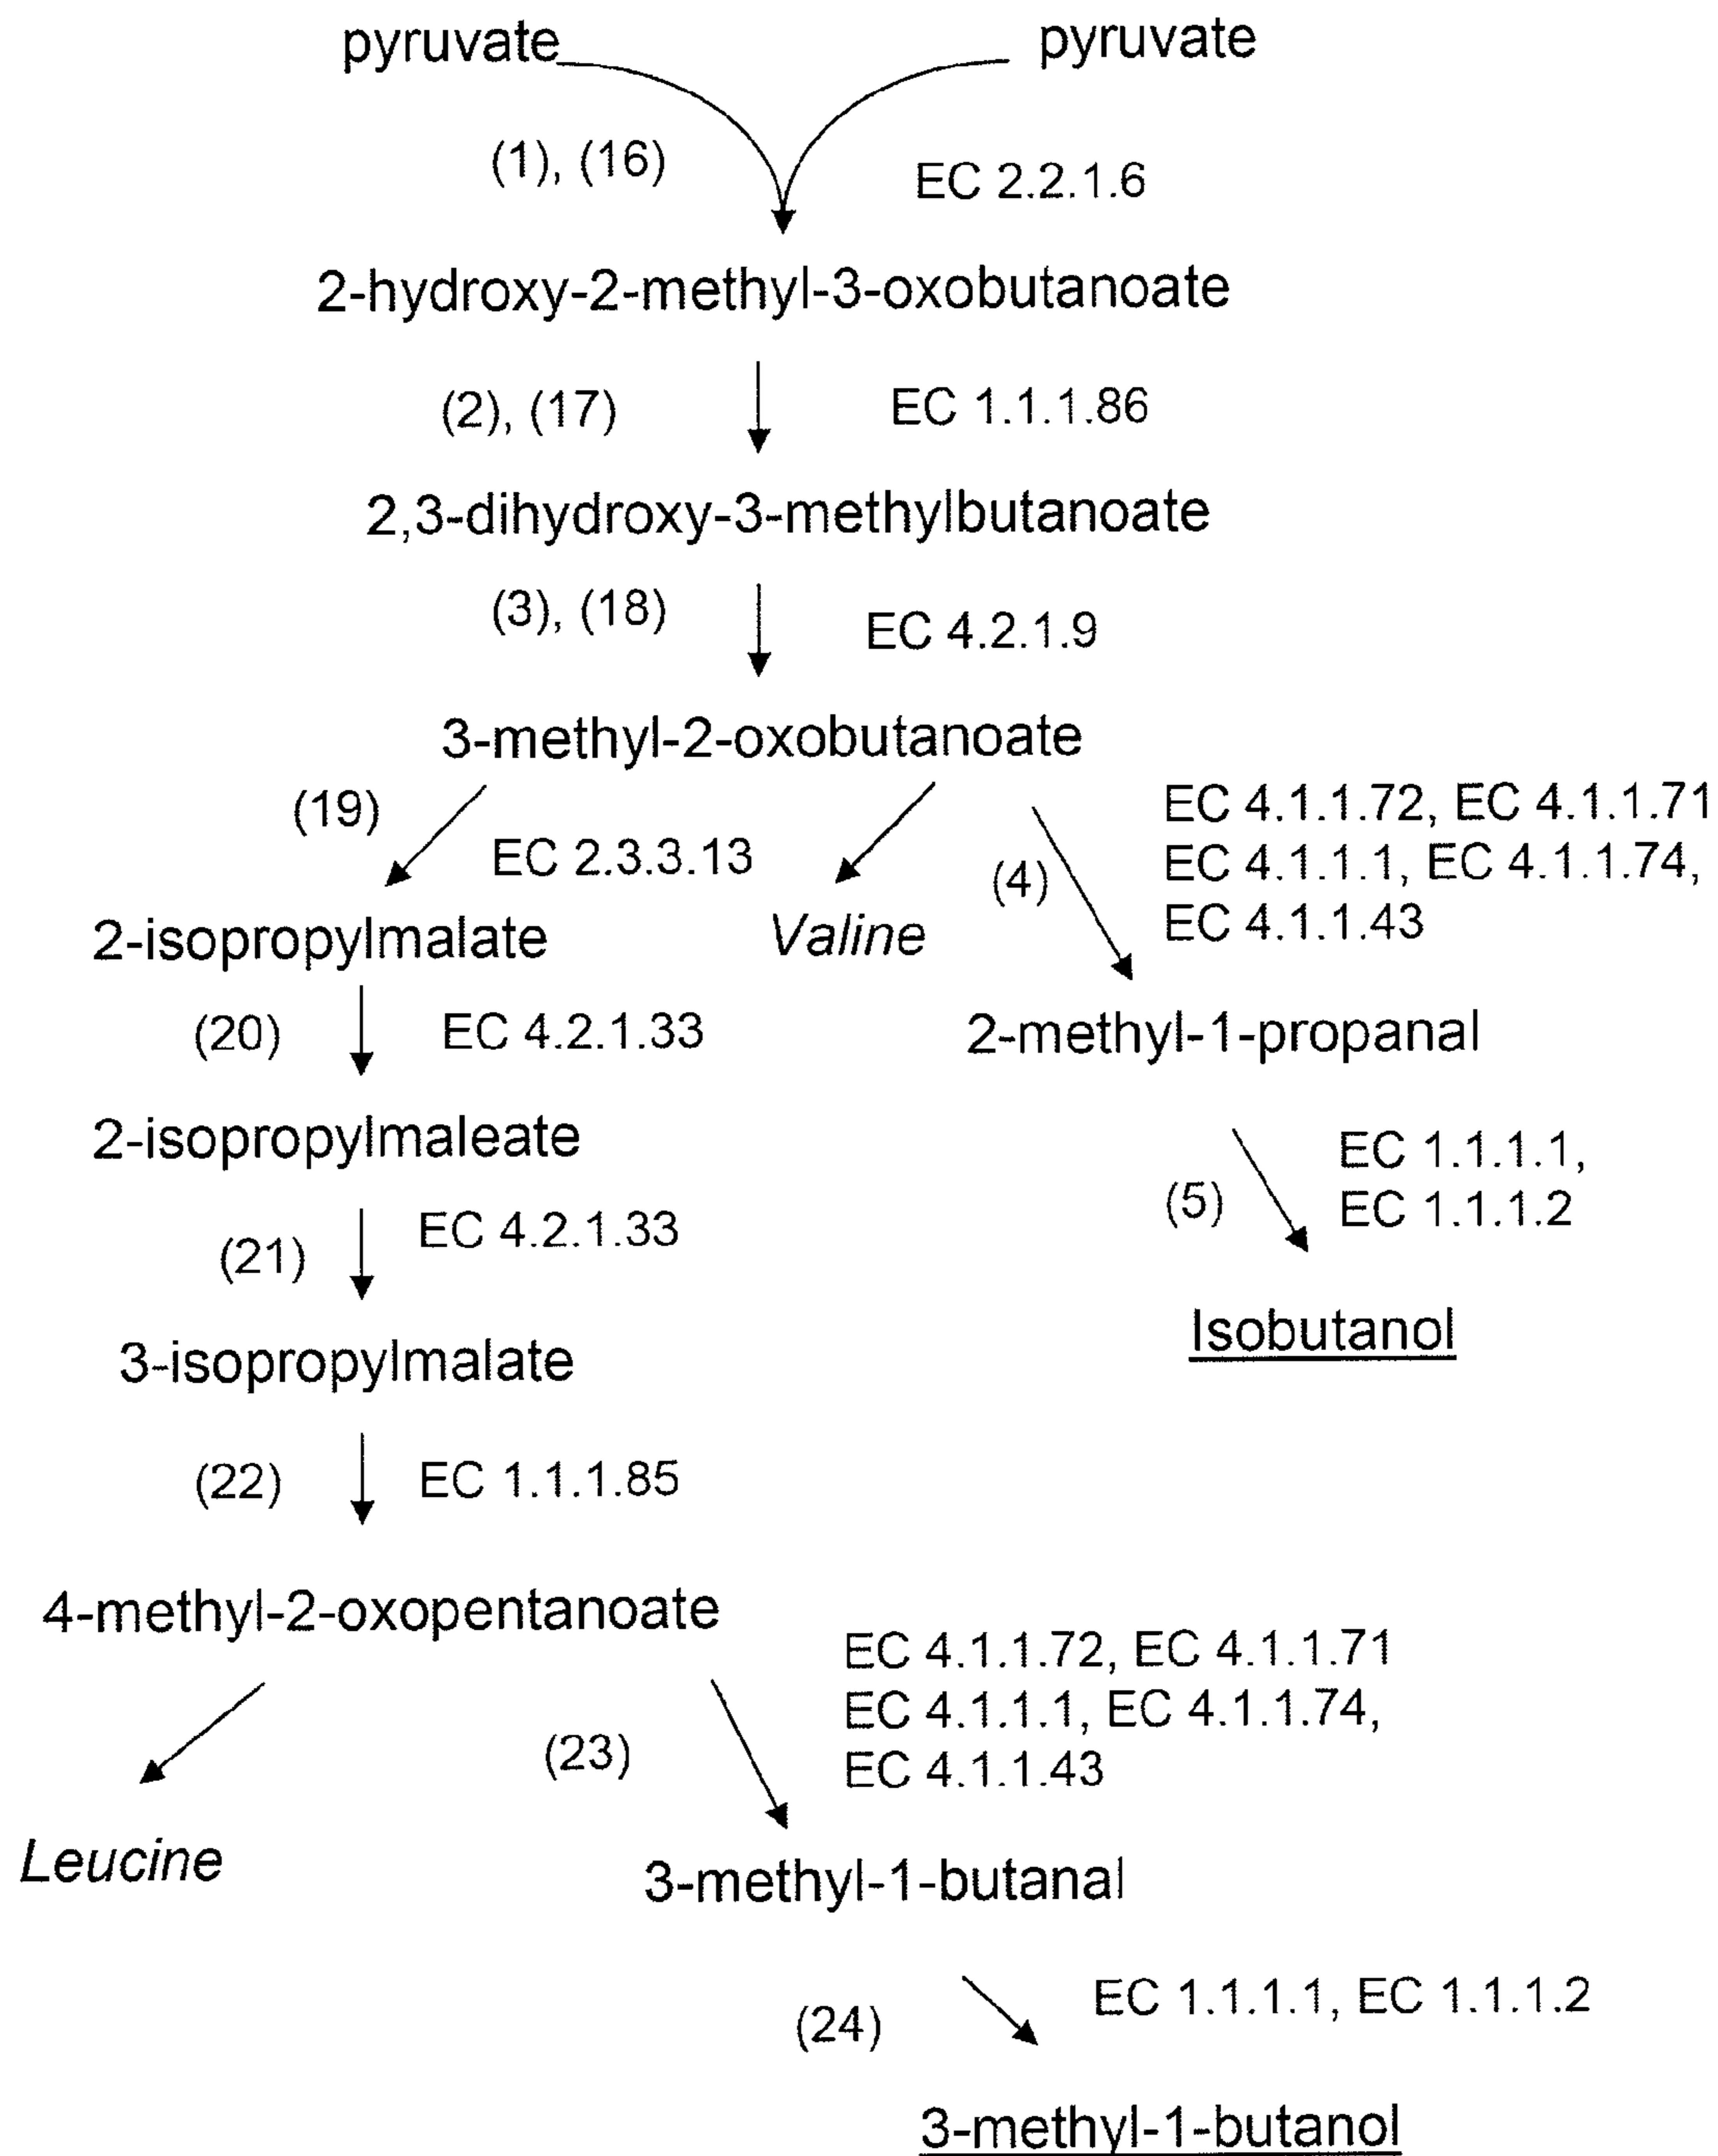 pyruvate
pyruvate
(1), (16)
EC 2.2.1.6
2-hydroxy-2-methyl-3-oxobutanoate
(2), (17)
EC 1.1.1.86
2,3-dihydroxy-3-methylbutanoate
(3), (18)
EC 4.2.1.9
3-methyl-2-oxobutanoate
(19)
EC 2.3.3.13
EC 4.1.1.72, EC 4.1.1.71
EC 4.1.1.1, EC 4.1.1.74,
EC 4.1.1.43
(4)
2-isopropylmalate
Valine
(20)
EC 4.2.1.33
2-methyl-1-propanal
2-isopropylmaleate
EC 1.1.1.1,
EC 1.1.1.2
(5)
(21)
EC 4.2.1.33
Isobutanol
3-isopropylmalate
(22)
EC 1.1.1.85
4-methyl-2-oxopentanoate
EC 4.1.1.72, EC 4.1.1.71
EC 4.1.1.1, EC 4.1.1.74,
EC 4.1.1.43
(23)
Leucine
3-methyl-1-butanal
(24)
EC 1.1.1.1, EC 1.1.1.2
3-methyl-1-butanol